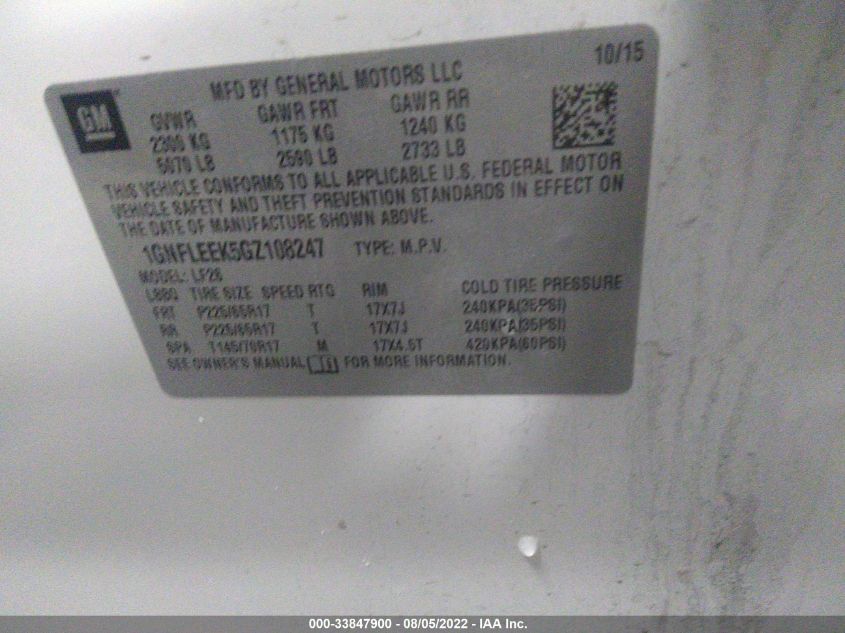 10/15
MFD BY GENERAL MOTORS LLC
GM
GVWR GAWR FRT GAWR RR
2300 KG 1175 KG 1240 KG
5070 LB 2590 LB 2733 LB
THIS VEHICLE CONFORMS TO ALL APPLICABLE U.S. FEDERAL MOTOR
VEHICLE SAFETY AND THEFT PREVENTION STANDARDS IN EFFECT ON
THE DATE OF MANUFACTURE SHOWN ABOVE.
1GNFLEEK5GZ108247 TYPE: M.P.V.
MODEL: LF26
TIRE SIZE SPEED RTG RIM COLD TIRE PRESSURE
FRT P225/65R17 T 17X7J 240KPA(35PSI)
RR P225/65R17 T 17X7J 240KPA(35PSI)
SPA T145/70R17 M 17X4.5T 420KPA(60PSI)
SEE OWNER'S MANUAL FOR MORE INFORMATION.
000-33847900 - 08/05/2022 - IAA Inc.